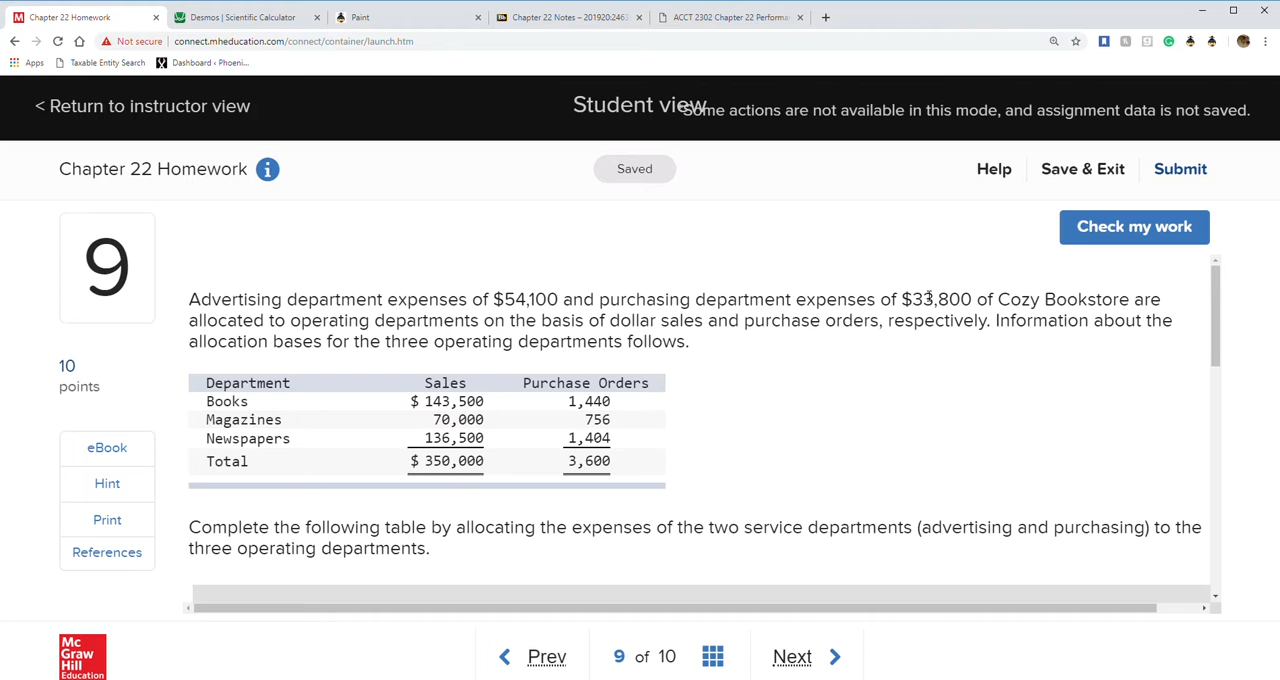 Chapter 22 Homework
Desmos | Scientific Calculator
Paint
Chapter 22 Notes – 201920:2463
ACCT 2302 Chapter 22 Performa
Not secure | connect.mheducation.com/connect/container/launch.htm
Apps
Taxable Entity Search
Dashboard ‹ Phoeni...
< Return to instructor view
Student view
Some actions are not available in this mode, and assignment data is not saved.
Chapter 22 Homework
Saved
Help
Save & Exit
Submit
9
Check my work
10
points
eBook
Hint
Print
References
Advertising department expenses of $54,100 and purchasing department expenses of $33,800 of Cozy Bookstore are
allocated to operating departments on the basis of dollar sales and purchase orders, respectively. Information about the
allocation bases for the three operating departments follows.
Department Sales Purchase Orders
Books $ 143,500 1,440
Magazines 70,000 756
Newspapers 136,500 1,404
Total $ 350,000 3,600
Complete the following table by allocating the expenses of the two service departments (advertising and purchasing) to the
three operating departments.
Mc
Graw
Hill
Education
Prev
9 of 10
Next